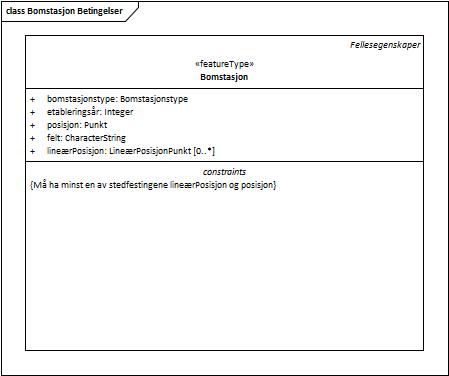 class Bomstasjon Betingelser
Fellesegenskaper
«featureType»
Bomstasjon
+ bomstasjonstype: Bomstasjonstype
+ etableringsår: Integer
+ posisjon: Punkt
+ felt: CharacterString
+ lineærPosisjon: LineærPosisjonPunkt [0..*]
constraints
{Må ha minst en av stedfestingene lineærPosisjon og posisjon}